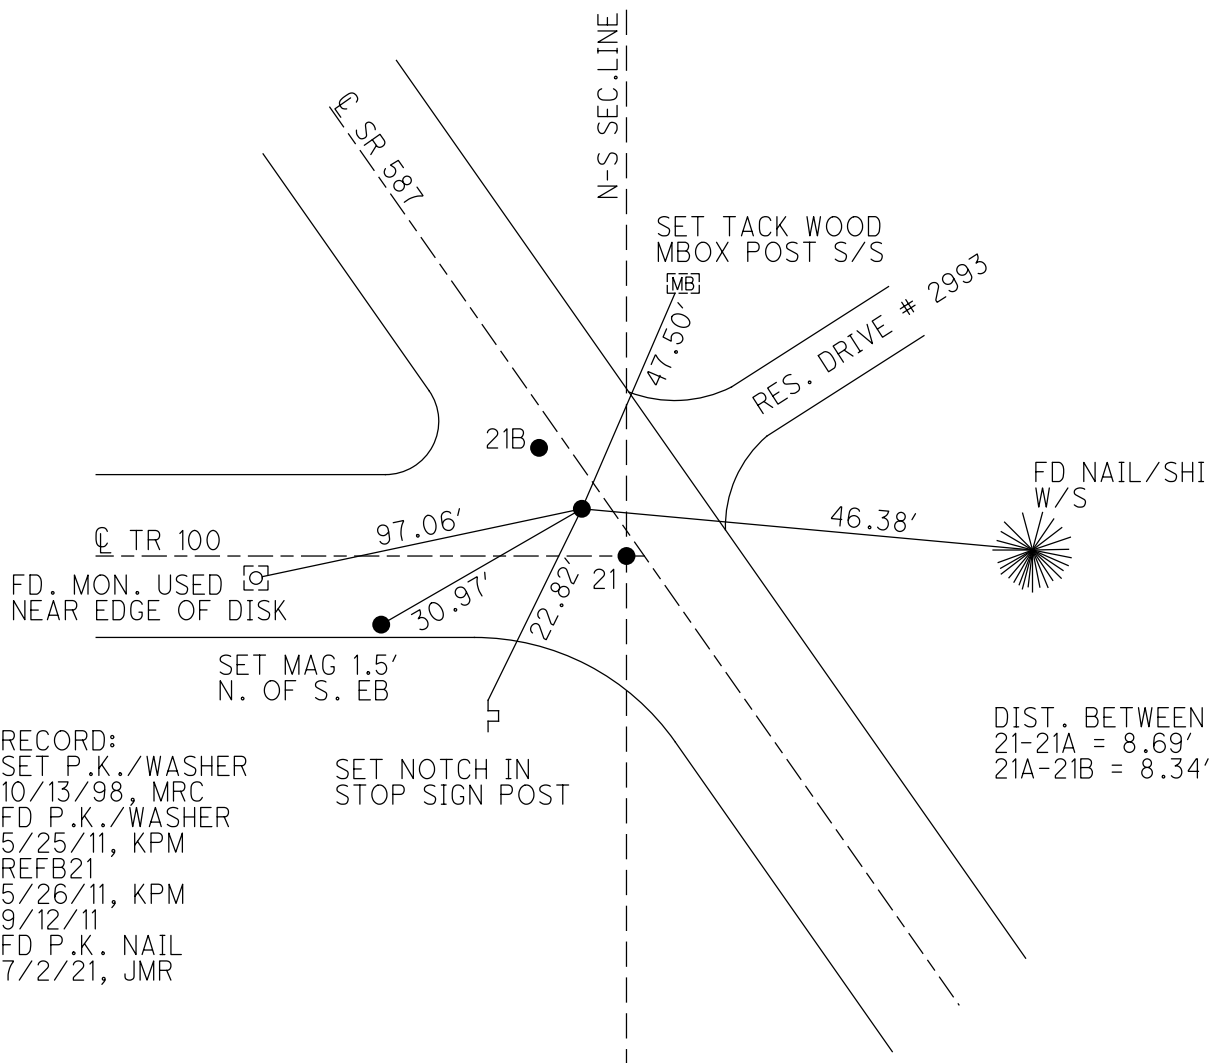 N-S SEC.LINE
℄ SR 587
SET TACK WOOD
MBOX POST S/S
MB
47.50'
RES. DRIVE # 2993
21B
FD NAIL/SHI
W/S
97.06'
46.38'
℄ TR 100
FD. MON. USED
NEAR EDGE OF DISK
30.97'
22.82'
21
SET MAG 1.5'
N. OF S. EB
DIST. BETWEEN
21-21A = 8.69'
21A-21B = 8.34'
SET NOTCH IN
STOP SIGN POST
RECORD:
SET P.K./WASHER
10/13/98, MRC
FD P.K./WASHER
5/25/11, KPM
REFB21
5/26/11, KPM
9/12/11
FD P.K. NAIL
7/2/21, JMR